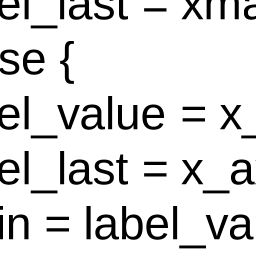 el_last = xma
se {
el_value = x_
el_last = x_a
in = label_va